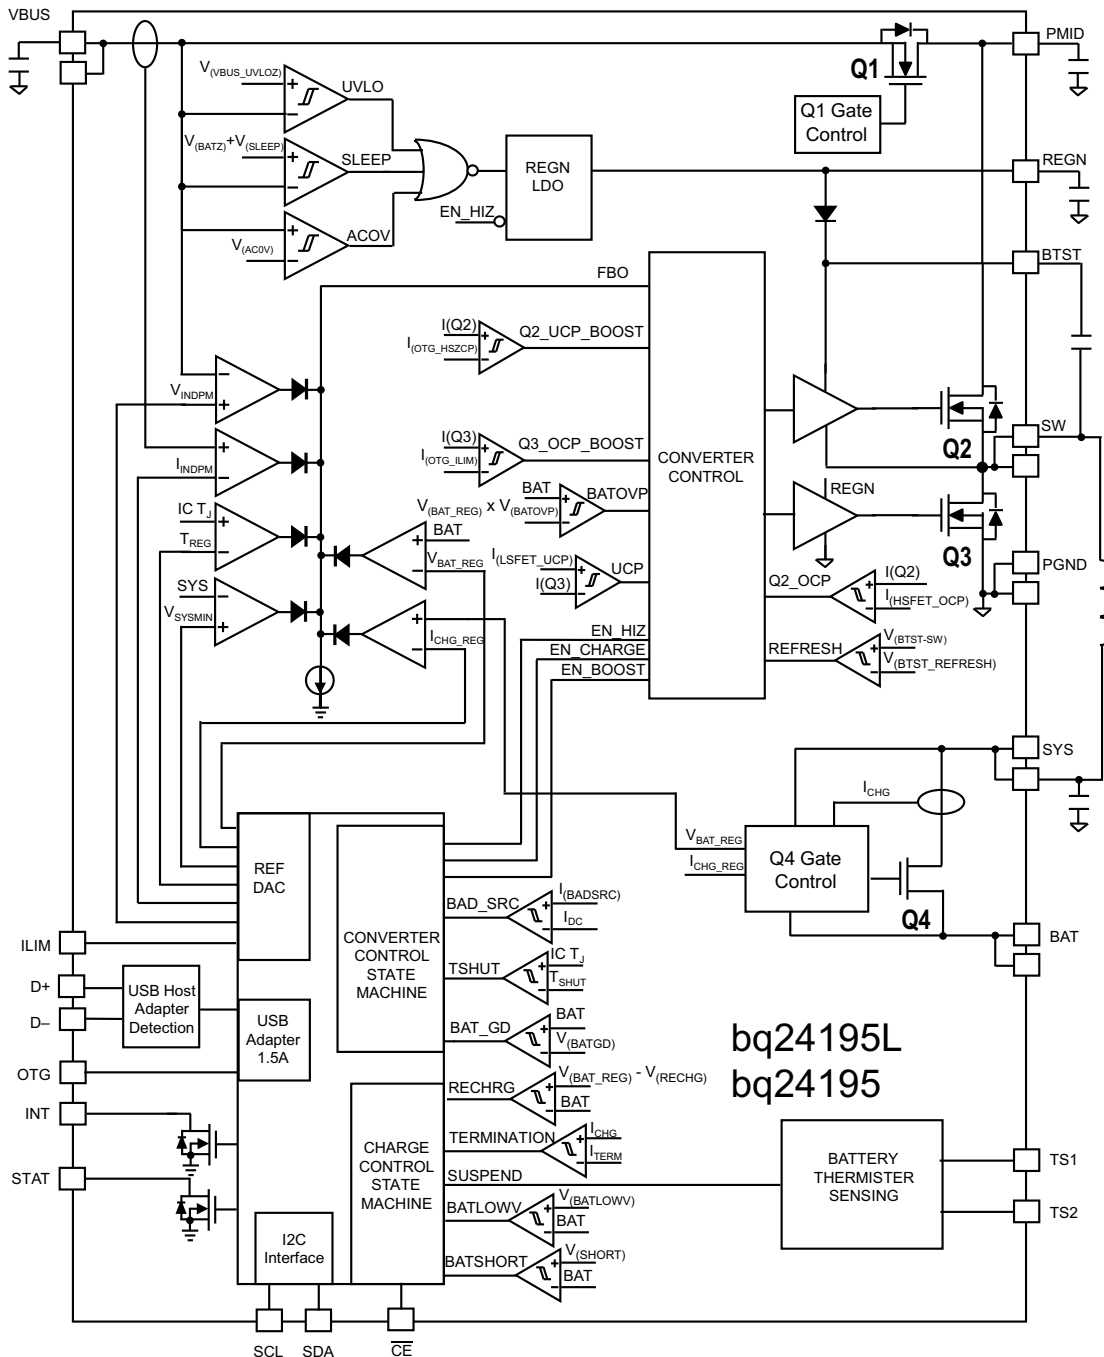 VBUS
PMID
Q1
V(VBUS_UVLOZ)
UVLO
Q1 Gate
Control
V(BATZ)+V(SLEEP)
SLEEP
REGN
LDO
REGN
EN_HIZ
ACOV
V(AC0V)
BTST
FBO
I(Q2)
Q2_UCP_BOOST
I(OTG_HSZCP)
VINDPM
SW
I(Q3)
Q3_OCP_BOOST
I(OTG_ILIM)
Q2
CONVERTER
CONTROL
IINDPM
BAT
BATOVP
V(BAT_REG) x V(BATOVP)
REGN
IC TJ
BAT
TREG
VBAT_REG
I(LSFET_UCP)
UCP
I(Q3)
Q3
PGND
Q2_OCP
I(Q2)
I(HSFET_OCP)
SYS
VSYSMIN
ICHG_REG
EN_HIZ
EN_CHARGE
EN_BOOST
REFRESH
V(BTST-SW)
V(BTST_REFRESH)
SYS
ICHG
VBAT_REG
ICHG_REG
Q4 Gate
Control
Q4
BAT
REF
DAC
CONVERTER
CONTROL
STATE
MACHINE
BAD_SRC
I(BADSRC)
IDC
TSHUT
IC TJ
TSHUT
BAT_GD
BAT
V(BATGD)
ILIM
D+
D–
USB Host
Adapter
Detection
USB
Adapter
1.5A
OTG
bq24195L
bq24195
RECHRG
V(BAT_REG) - V(RECHG)
BAT
INT
CHARGE
CONTROL
STATE
MACHINE
TERMINATION
ICHG
ITERM
SUSPEND
BATTERY
THERMISTER
SENSING
TS1
TS2
STAT
BATLOWV
V(BATLOWV)
BAT
I2C
Interface
BATSHORT
V(SHORT)
BAT
SCL
SDA
CE